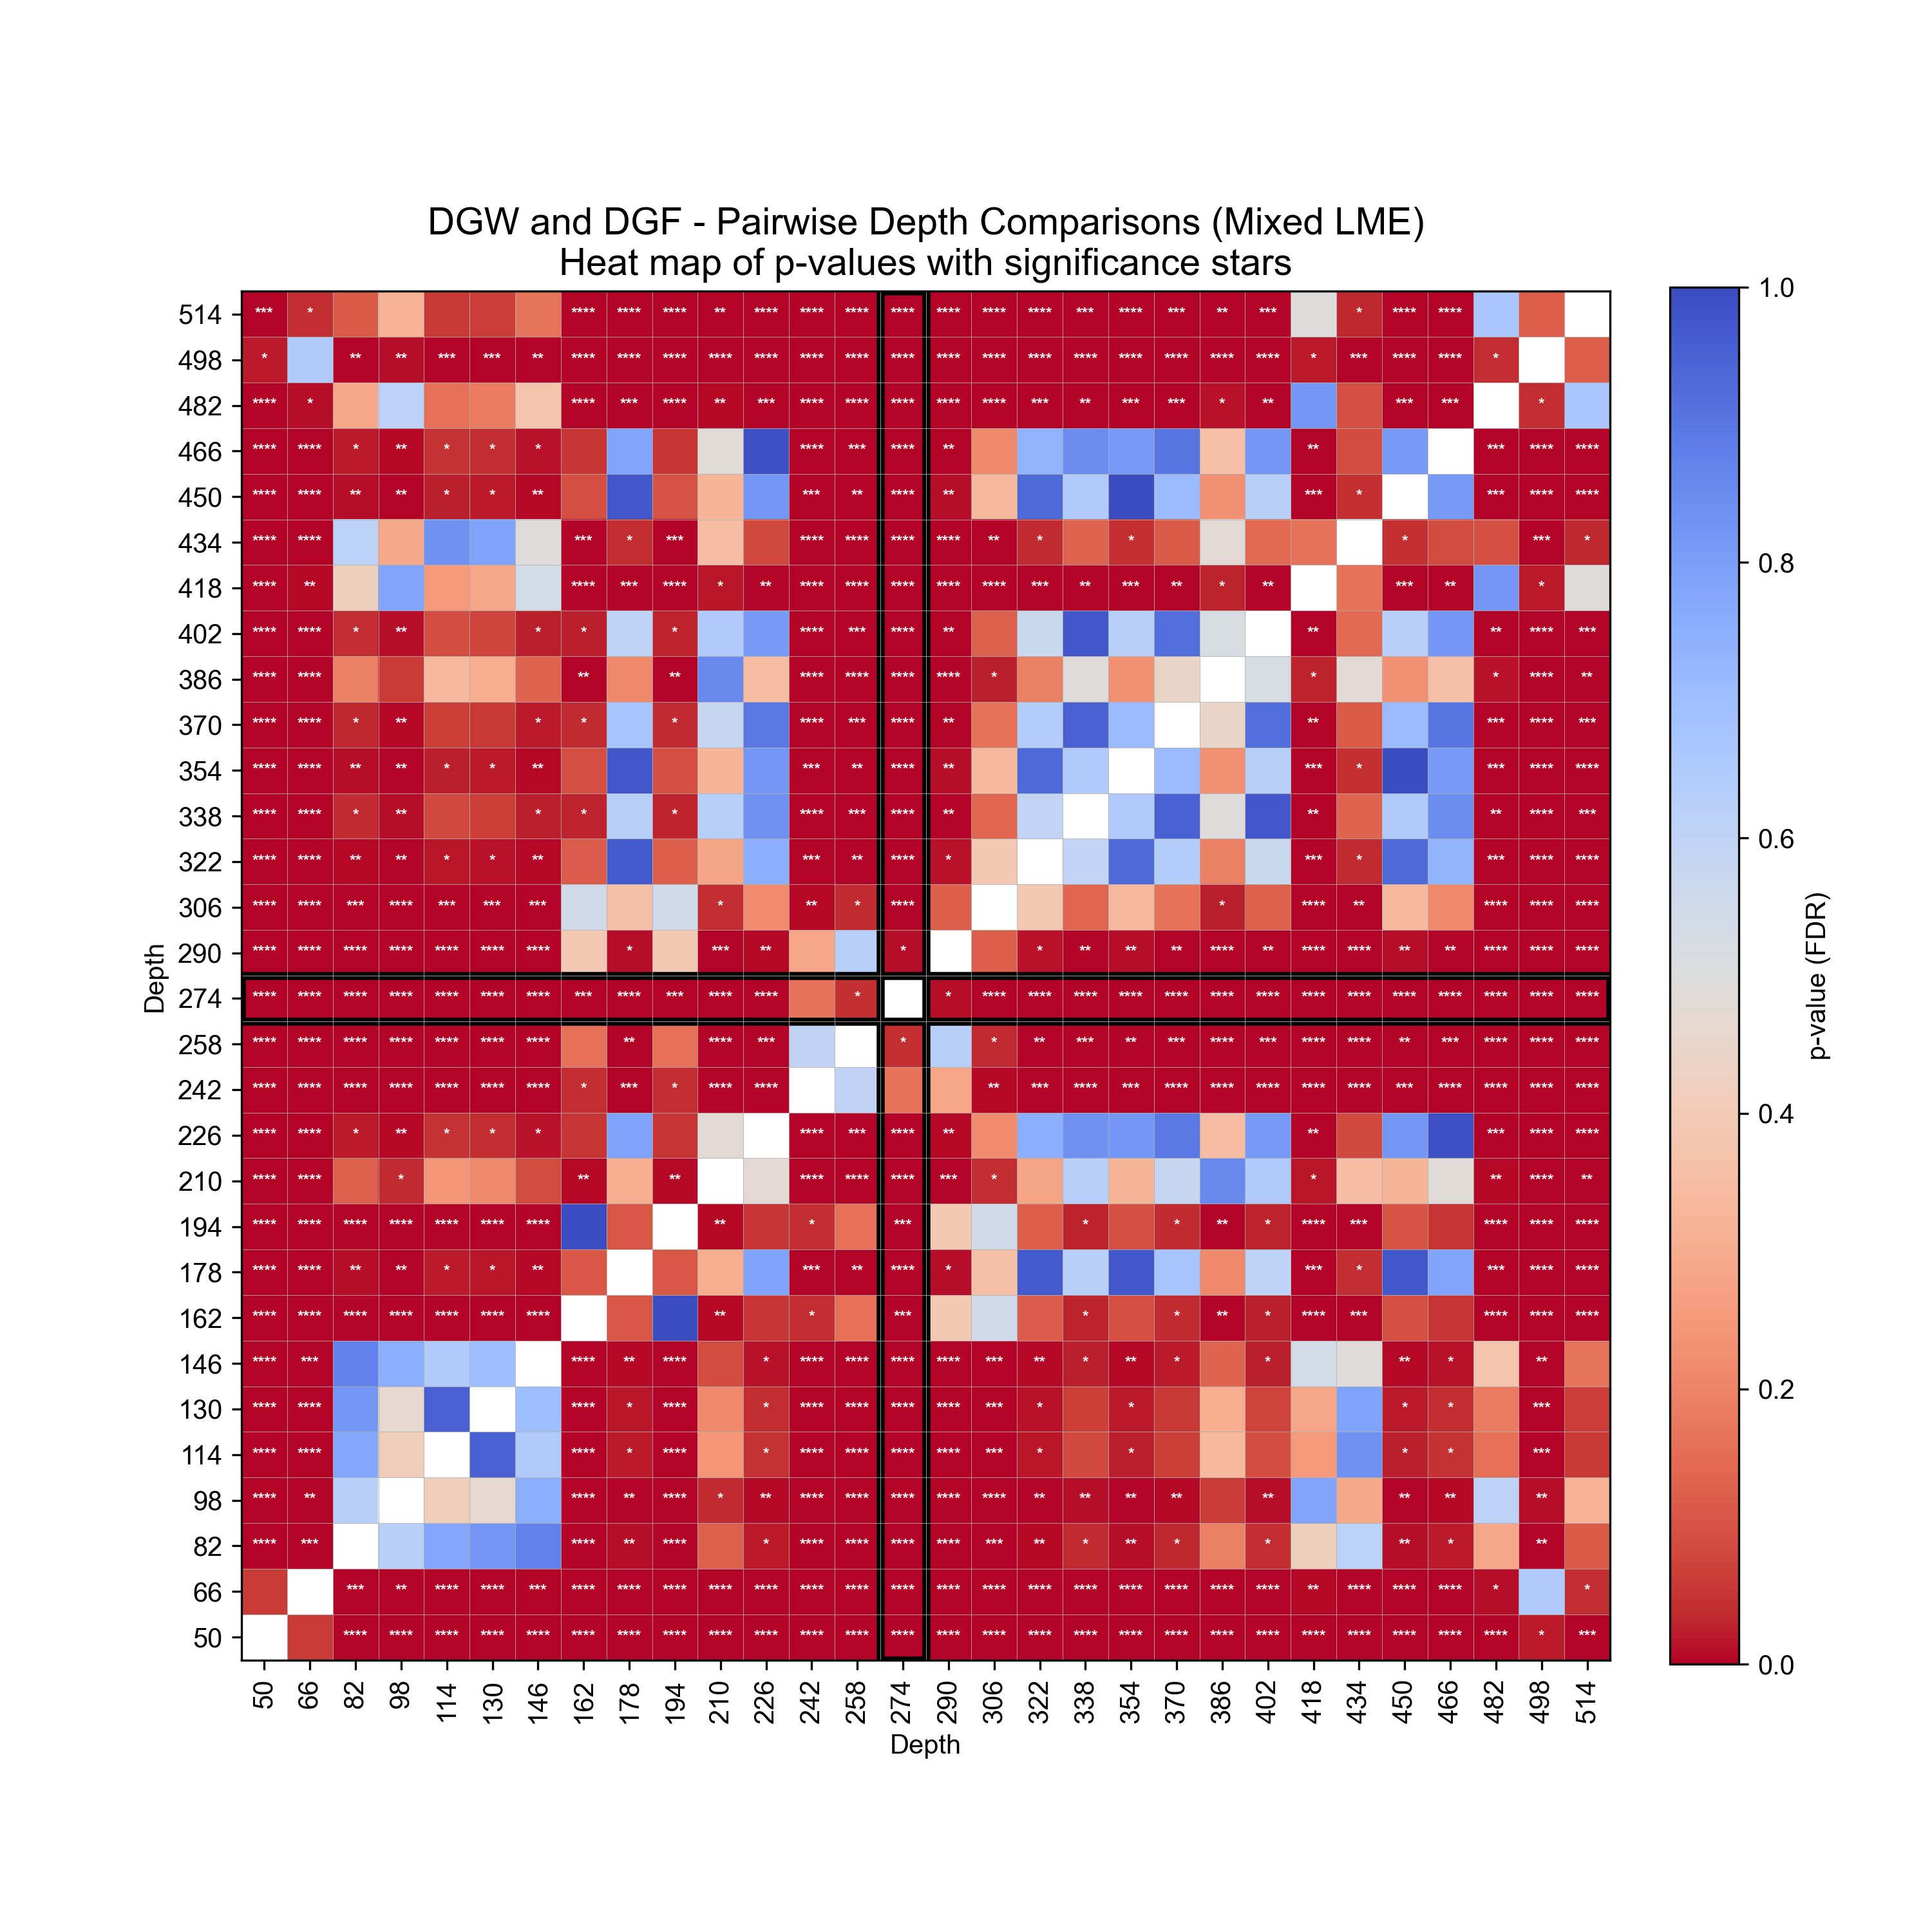 DGW and DGF - Pairwise Depth Comparisons (Mixed LME)
Heat map of p-values with significance stars
514 *** * **** **** **** ** **** **** **** **** **** **** **** *** **** *** ** *** * **** ****
498 * ** ** *** *** ** **** **** **** **** **** **** **** **** **** **** **** **** **** **** **** **** * *** **** **** *
482 **** * **** *** **** ** *** **** **** **** **** **** *** ** *** *** * ** *** *** *
466 **** **** * ** * * * **** *** **** ** ** *** **** ****
450 **** **** ** ** * * ** *** ** **** ** *** * *** **** ****
434 **** **** *** * *** **** **** **** **** ** * * * *** *
418 **** ** **** *** **** * ** **** **** **** **** **** *** ** *** ** * ** *** ** *
402 **** **** * ** * * * **** *** **** ** ** ** **** ***
386 **** **** ** ** **** **** **** **** * * * **** **
370 **** **** * ** * * * **** *** **** ** ** *** **** ***
354 **** **** ** ** * * ** *** ** **** ** *** * *** **** ****
338 **** **** * ** * * * **** *** **** ** ** ** **** ***
322 **** **** ** ** * * ** *** ** **** * *** * *** **** ****
306 **** **** *** **** *** *** *** * ** * **** * **** ** **** **** ****
290 **** **** **** **** **** **** **** * *** ** * * ** ** ** **** ** **** **** ** ** **** **** ****
274 **** **** **** **** **** **** **** *** **** *** **** **** * * **** **** **** **** **** **** **** **** **** **** **** **** **** ****
258 **** **** **** **** **** **** **** ** **** *** * * ** *** ** *** **** *** **** **** ** *** **** **** ****
242 **** **** **** **** **** **** **** * *** * **** **** ** *** **** *** **** **** **** **** **** *** **** **** **** ****
226 **** **** * ** * * * **** *** **** ** ** *** **** ****
210 **** **** * ** ** **** **** **** *** * * ** **** **
194 **** **** **** **** **** **** **** ** * *** * * ** * **** *** **** **** ****
178 **** **** ** ** * * ** *** ** **** * *** * *** **** ****
162 **** **** **** **** **** **** **** ** * *** * * ** * **** *** **** **** ****
146 **** *** **** ** **** * **** **** **** **** *** ** * ** * * ** * **
130 **** **** **** * **** * **** **** **** **** *** * * * * ***
114 **** **** **** * **** * **** **** **** **** *** * * * * ***
98 **** ** **** ** **** * ** **** **** **** **** **** ** ** ** ** ** ** ** **
82 **** *** **** ** **** * **** **** **** **** *** ** * ** * * ** * **
66 *** ** **** **** *** **** **** **** **** **** **** **** **** **** **** **** **** **** **** **** **** ** **** **** **** * *
50 **** **** **** **** **** **** **** **** **** **** **** **** **** **** **** **** **** **** **** **** **** **** **** **** **** **** * ***
50 66 82 98 114 130 146 162 178 194 210 226 242 258 274 290 306 322 338 354 370 386 402 418 434 450 466 482 498 514
Depth
Depth
1.0
0.8
0.6
0.4
0.2
0.0
p-value (FDR)